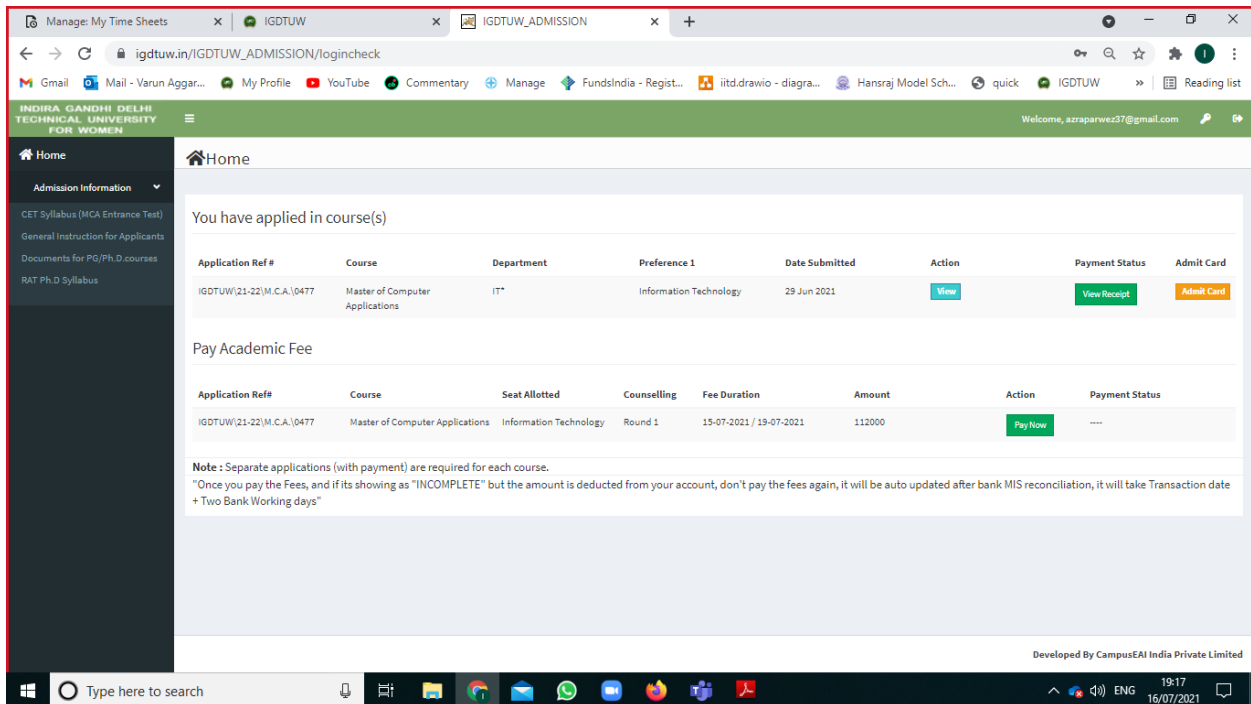 Manage: My Time Sheets
IGDTUW
IGDTUW_ADMISSION
igdtuw.in/IGDTUW_ADMISSION/logincheck
Gmail Mail - Varun Aggar... My Profile YouTube Commentary Manage FundsIndia - Regist... iitd.drawio - diagra... Hansraj Model Sch... quick IGDTUW » Reading list
INDIRA GANDHI DELHI
TECHNICAL UNIVERSITY
FOR WOMEN
Welcome, azraparwez37@gmail.com
Home
Admission Information
CET Syllabus (MCA Entrance Test)
General Instruction for Applicants
Documents for PG/Ph.D.courses
RAT Ph.D Syllabus
Home
You have applied in course(s)
Application Ref # Course Department Preference 1 Date Submitted Action Payment Status Admit Card
IGDTUW\21-22\M.C.A.\0477 Master of Computer IT* Information Technology 29 Jun 2021 View View Receipt Admit Card
Applications
Pay Academic Fee
Application Ref# Course Seat Allotted Counselling Fee Duration Amount Action Payment Status
IGDTUW\21-22\M.C.A.\0477 Master of Computer Applications Information Technology Round 1 15-07-2021 / 19-07-2021 112000 Pay Now ----
Note : Separate applications (with payment) are required for each course.
"Once you pay the Fees, and if its showing as "INCOMPLETE" but the amount is deducted from your account, don't pay the fees again, it will be auto updated after bank MIS reconciliation, it will take Transaction date
+ Two Bank Working days"
Developed By CampusEAI India Private Limited
Type here to search
ENG
19:17
16/07/2021